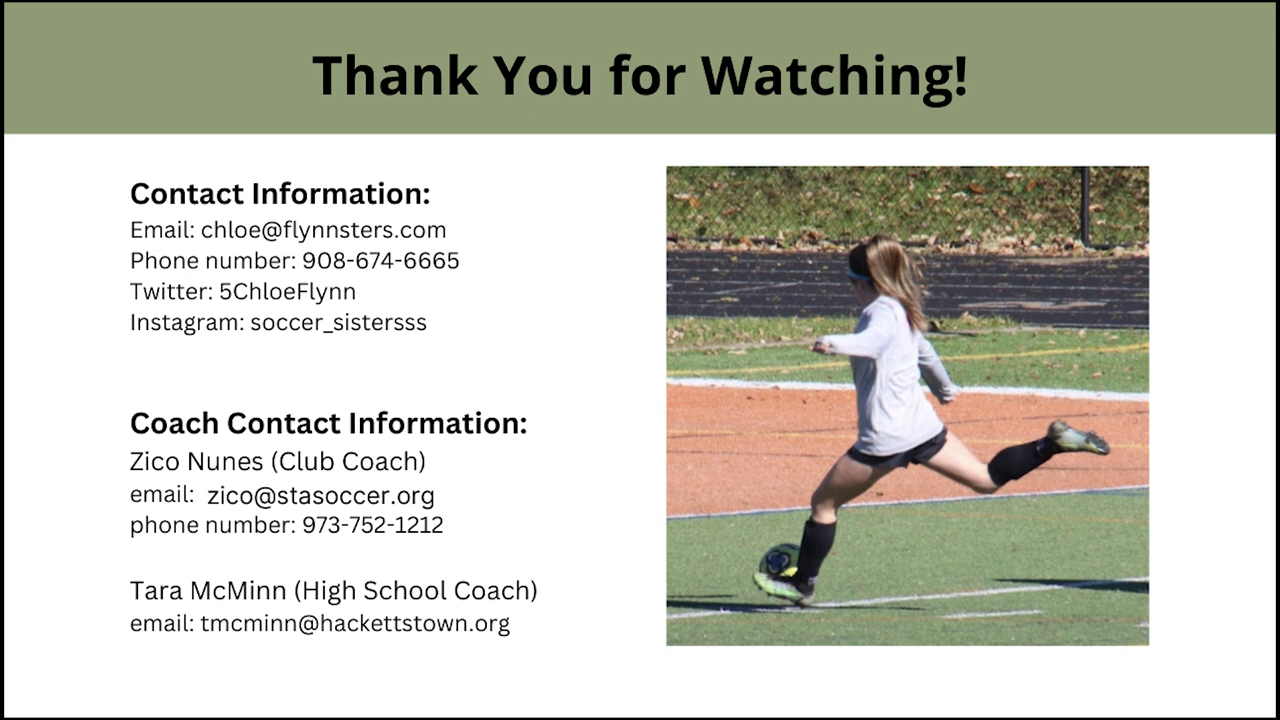 Thank You for Watching!
Contact Information:
Email: chloe@flynnsters.com
Phone number: 908-674-6665
Twitter: 5ChloeFlynn
Instagram: soccer_sistersss
Coach Contact Information:
Zico Nunes (Club Coach)
email: zico@stasoccer.org
phone number: 973-752-1212
Tara McMinn (High School Coach)
email: tmcminn@hackettstown.org